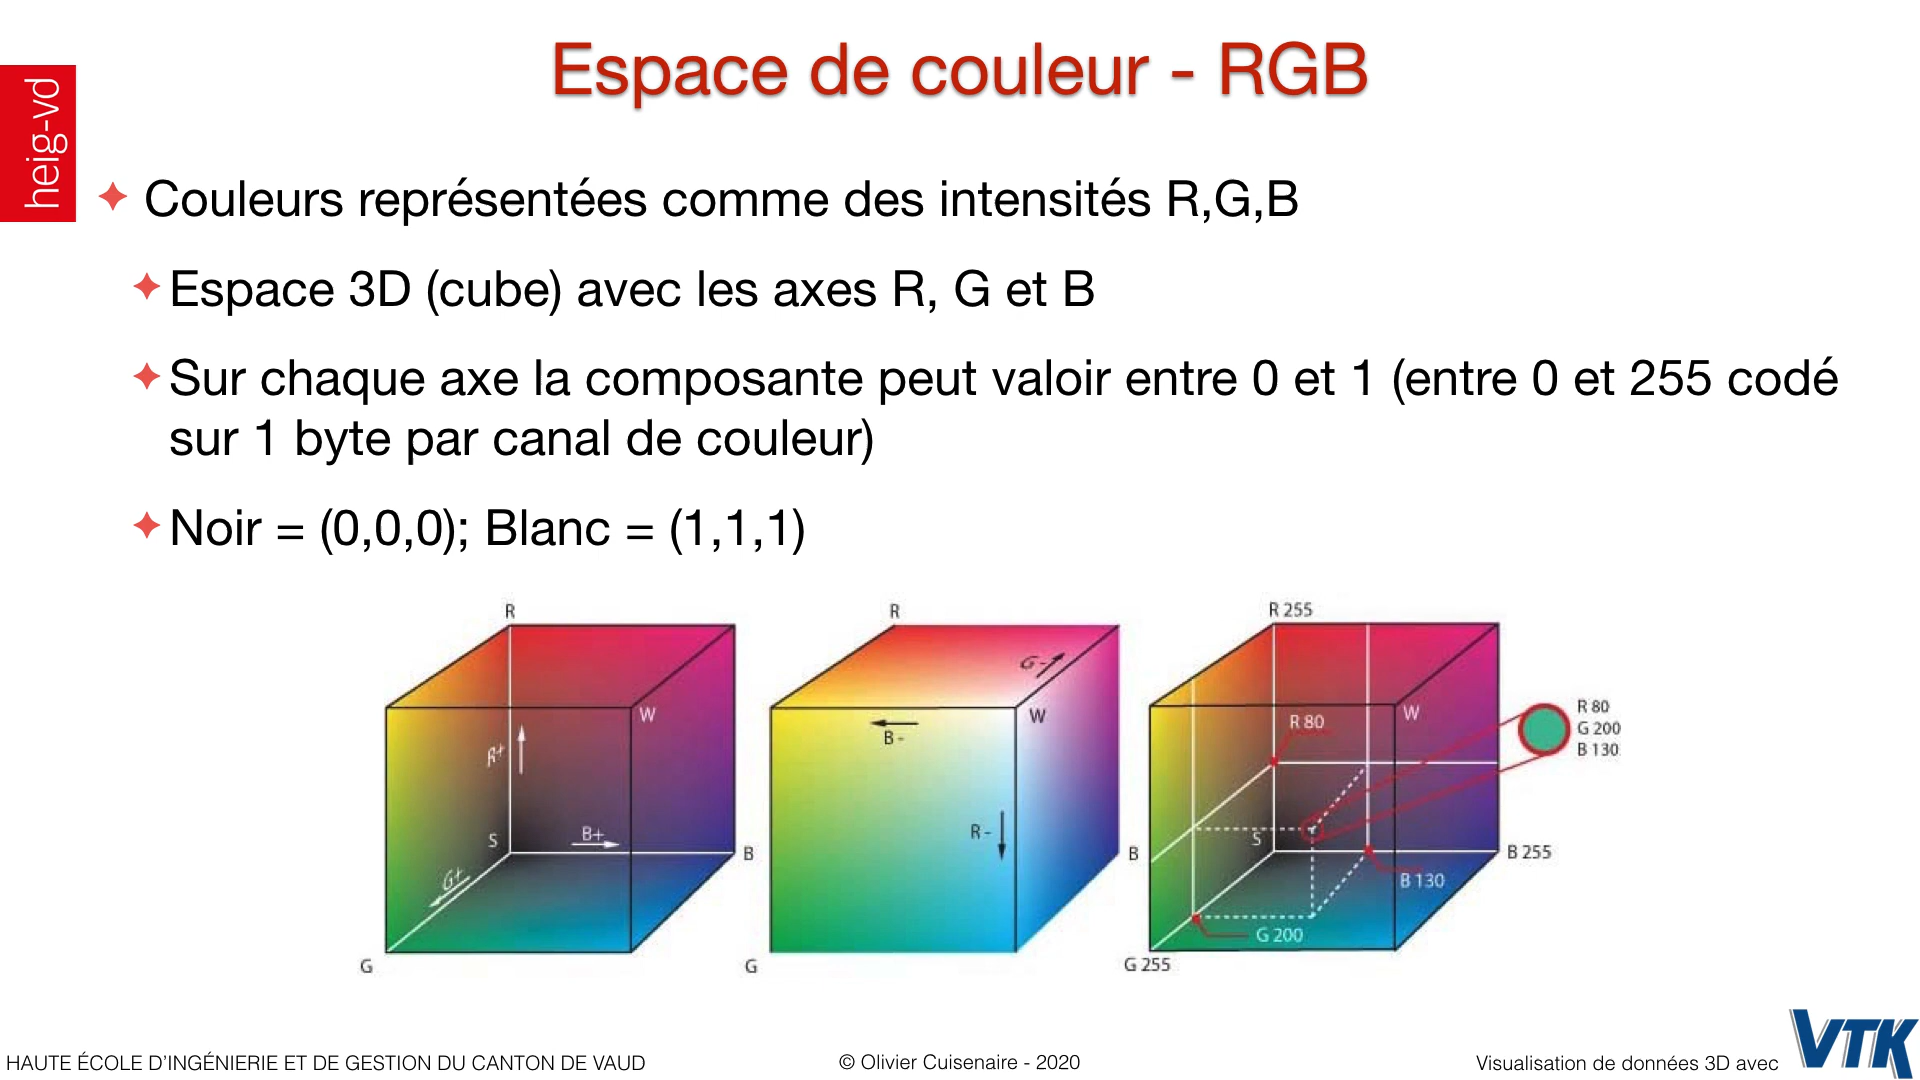 Espace de couleur - RGB
heig-vd
Couleurs représentées comme des intensités R,G,B
Espace 3D (cube) avec les axes R, G et B
Sur chaque axe la composante peut valoir entre 0 et 1 (entre 0 et 255 codé
sur 1 byte par canal de couleur)
Noir = (0,0,0); Blanc = (1,1,1)
R
W
R+
S
B+
B
G+
G
R
G-
W
B-
R-
B
G
R 255
W
R 80
R 80
G 200
B 130
S
B 255
B 130
G 200
G 255
HAUTE ÉCOLE D'INGÉNIERIE ET DE GESTION DU CANTON DE VAUD
© Olivier Cuisenaire - 2020
Visualisation de données 3D avec
VTK